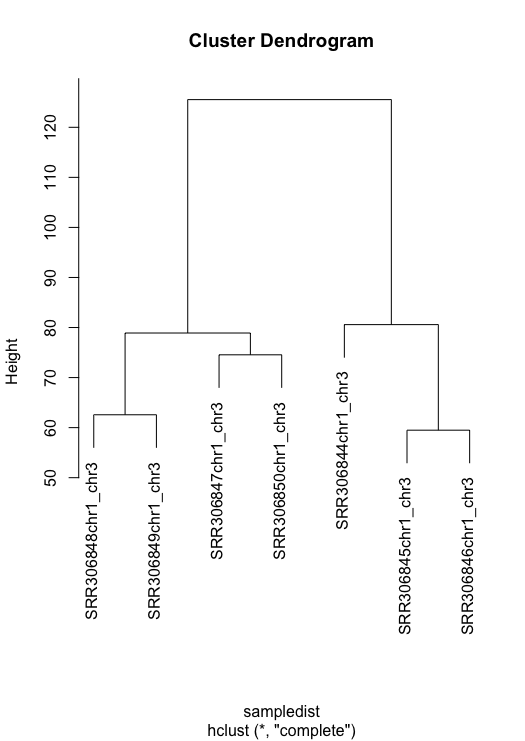 Cluster Dendrogram
Height
120
110
100
90
80
70
60
50
SRR306848chr1_chr3
SRR306849chr1_chr3
SRR306847chr1_chr3
SRR306850chr1_chr3
SRR306844chr1_chr3
SRR306845chr1_chr3
SRR306846chr1_chr3
sampledist
hclust (*, "complete")